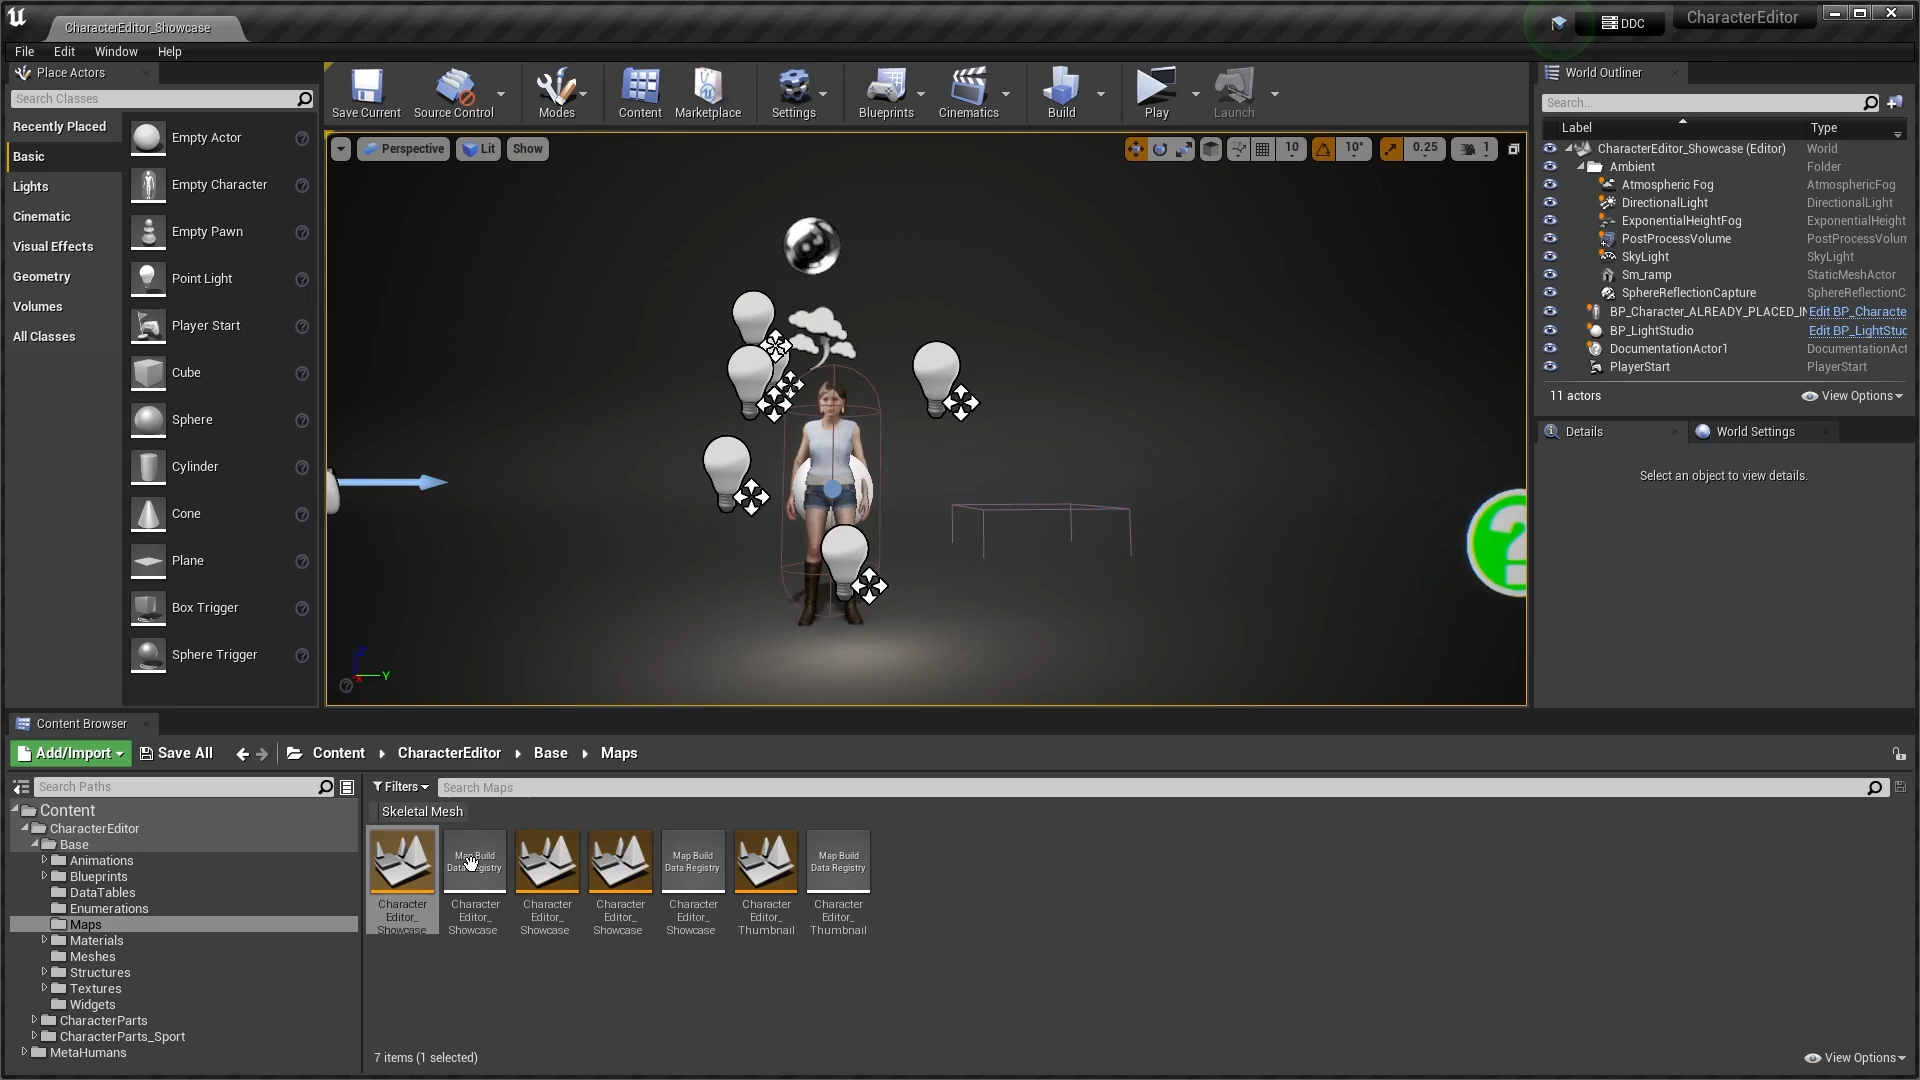 CharacterEditor_Showcase
DDC
CharacterEditor
File Edit Window Help
Place Actors
Search Classes
Recently Placed
Basic
Lights
Cinematic
Visual Effects
Geometry
Volumes
All Classes
Empty Actor
Empty Character
Empty Pawn
Point Light
Player Start
Cube
Sphere
Cylinder
Cone
Plane
Box Trigger
Sphere Trigger
Save Current
Source Control
Modes
Content
Marketplace
Settings
Blueprints
Cinematics
Build
Play
Launch
Perspective Lit Show
10 10° 0.25 1
Y
World Outliner
Search...
Label Type
CharacterEditor_Showcase (Editor) World
Ambient Folder
Atmospheric Fog AtmosphericFog
DirectionalLight DirectionalLight
ExponentialHeightFog ExponentialHeight
PostProcessVolume PostProcessVolum
SkyLight SkyLight
Sm_ramp StaticMeshActor
SphereReflectionCapture SphereReflectionC
BP_Character_ALREADY_PLACED_IN Edit BP_Characte
BP_LightStudio Edit BP_LightStud
DocumentationActor1 DocumentationAct
PlayerStart PlayerStart
11 actors View Options
Details World Settings
Select an object to view details.
Content Browser
Add/Import Save All Content CharacterEditor Base Maps
Search Paths
Content
CharacterEditor
Base
Animations
Blueprints
DataTables
Enumerations
Maps
Materials
Meshes
Structures
Textures
Widgets
CharacterParts
CharacterParts_Sport
MetaHumans
Filters Search Maps
Skeletal Mesh
Map Build
Data Registry
Map Build
Data Registry
Map Build
Data Registry
Character
Editor_
Showcase
Character
Editor_
Showcase
Character
Editor_
Showcase
Character
Editor_
Showcase
Character
Editor_
Showcase
Character
Editor_
Thumbnail
Character
Editor_
Thumbnail
7 items (1 selected) View Options